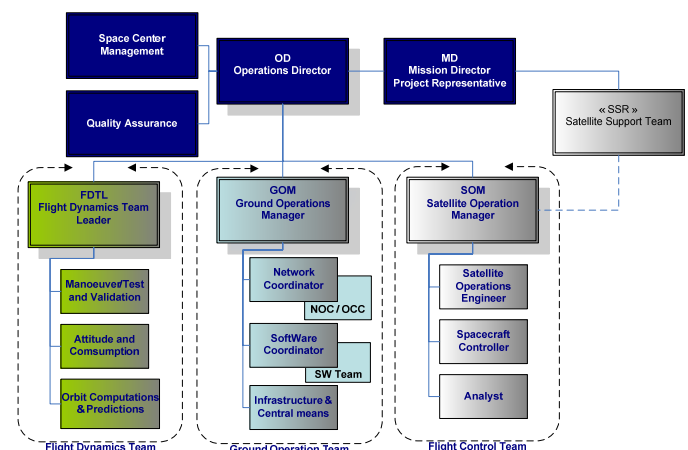 Space Center
Management
OD
Operations Director
MD
Mission Director
Project Representative
Quality Assurance
« SSR »
Satellite Support Team
FDTL
Flight Dynamics Team
Leader
GOM
Ground Operations
Manager
SOM
Satellite Operation
Manager
Manoeuver/Test
and Validation
Attitude and
Comsumption
Orbit Computations
& Predictions
Network
Coordinator
NOC / OCC
SoftWare
Coordinator
SW Team
Infrastructure &
Central means
Satellite
Operations
Engineer
Spacecraft
Controller
Analyst
Flight Dynamics Team
Ground Operation Team
Flight Control Team